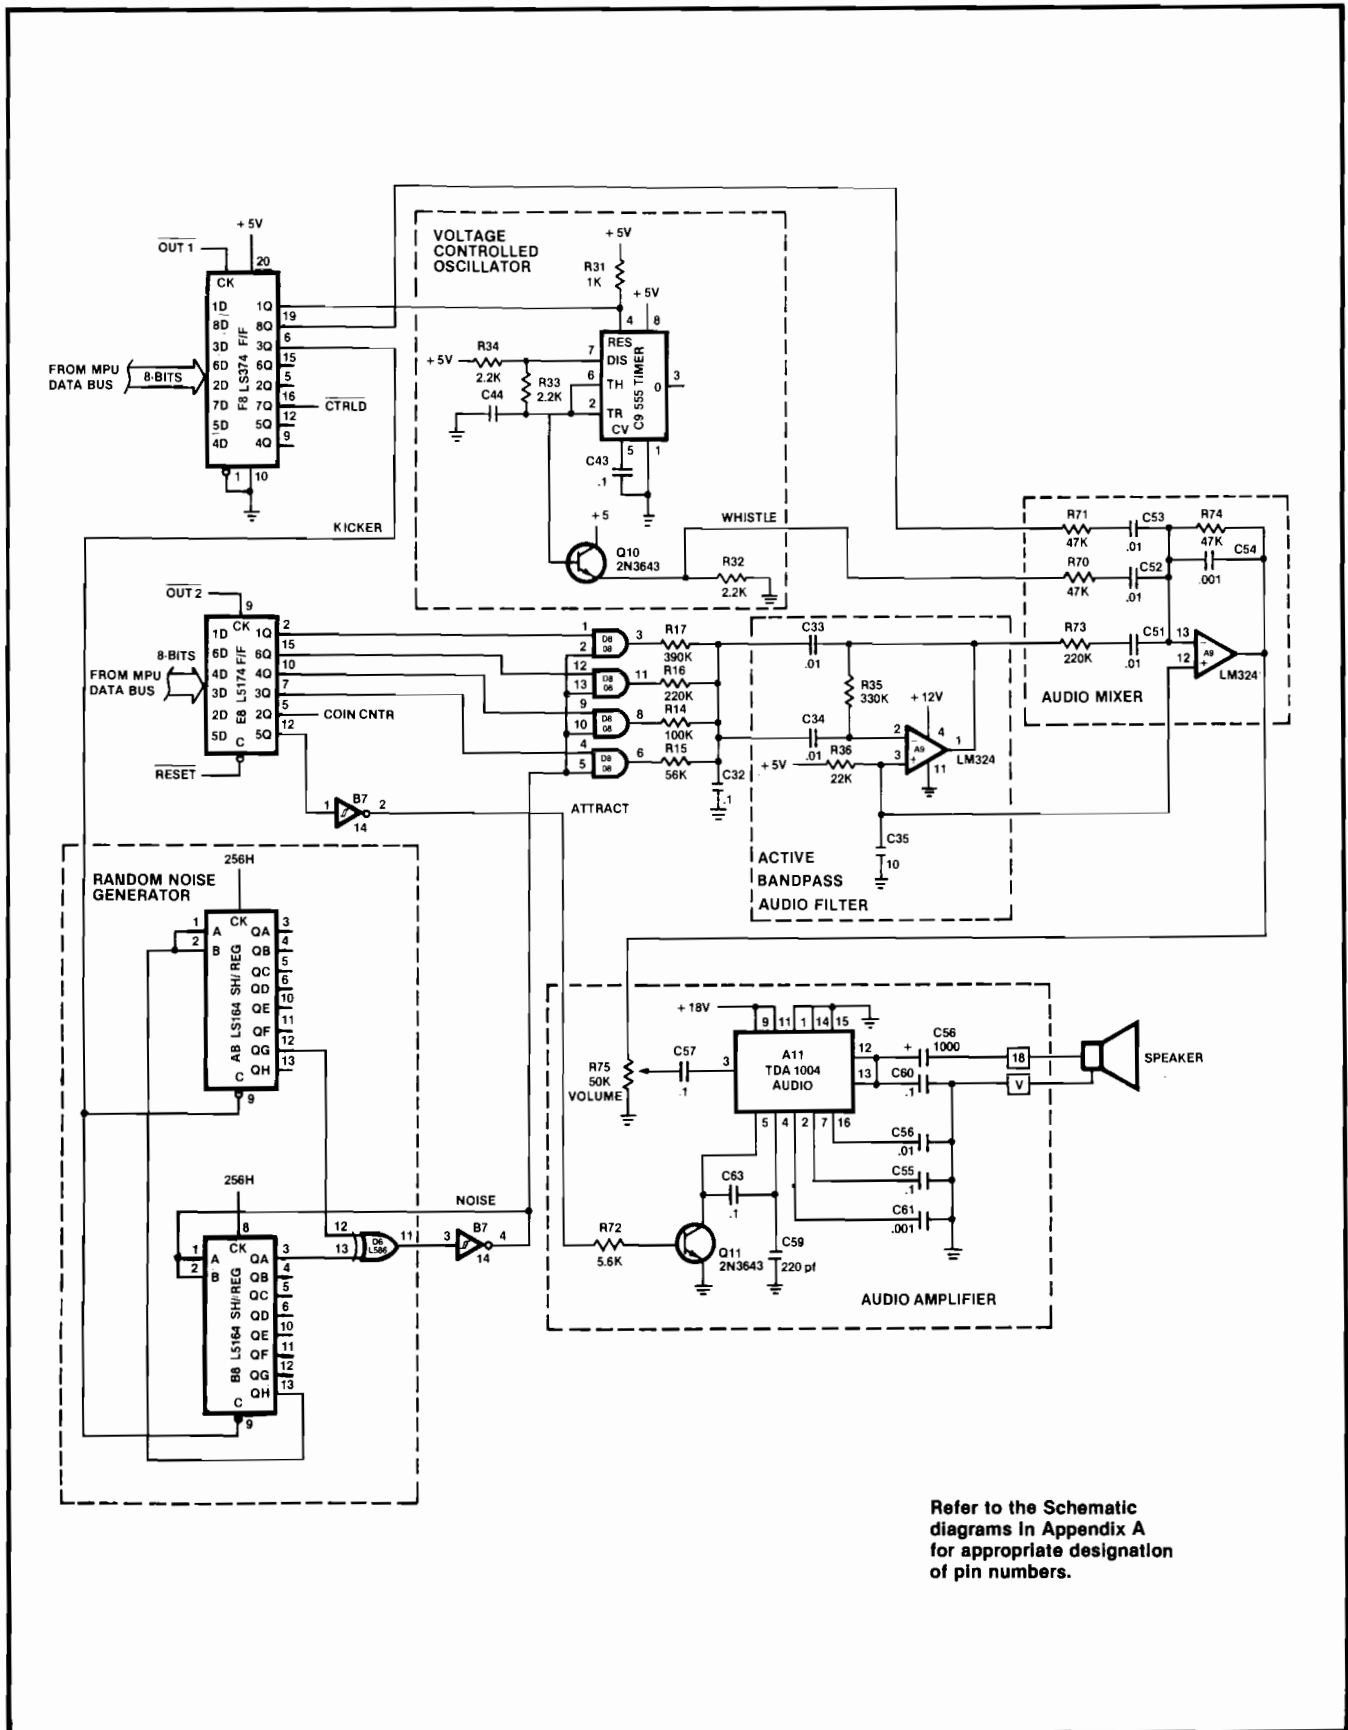 + 5V
OUT 1
20
CK
1D 1Q
19
8D 8Q
6
3D 3Q
15
6D 6Q
5
2D 2Q
16
7D 7Q CTRLD
12
5D 5Q
9
4D 4Q
F8 LS374 F/F
1 10
FROM MPU
DATA BUS
8-BITS
KICKER
VOLTAGE
CONTROLLED
OSCILLATOR
+ 5V
R31
1K
+ 5V
4 8
RES
7 DIS
6 TH
2 TR
CV
O 3
C9 555 TIMER
5 1
+ 5V
R34
2.2K
R33
2.2K
C44
C43
.1
+ 5
Q10
2N3643
WHISTLE
R32
2.2K
OUT 2
9
CK
1D 1Q 2
6D 6Q 15
4D 4Q 10
3D 3Q 7
2D 2Q 5
COIN CNTR
5D 5Q 12
E8 L5174 F/F
C
RESET
8-BITS
FROM MPU
DATA BUS
1 B7 2
14
ATTRACT
1
2
D8
08
3
R17
390K
12
13
D8
06
11
R16
220K
9
10
D8
08
8
R14
100K
4
5
D8
08
6
R15
56K
C32
.1
C33
.01
R35
330K
C34
.01
+ 12V
+ 5V
R36
22K
2
3
A9
4
1
11
LM324
C35
10
ACTIVE
BANDPASS
AUDIO FILTER
R71
47K
C53
.01
R74
47K
C54
.001
R70
47K
C52
.01
R73
220K
C51
.01
13
12
A9
LM324
AUDIO MIXER
RANDOM NOISE
GENERATOR
256H
CK
1 A QA 3
2 B QB 4
QC 5
QD 6
QE 10
QF 11
QG 12
QH 13
AB LS164 SH/REG
C
9
256H
8
CK
1 A QA 3
2 B QB 4
QC 5
QD 6
QE 10
QF 11
QG 12
QH 13
B8 L5164 SH/REG
C
9
NOISE
12
13
D6
L586
11
3 B7 4
14
+ 18V
9 11 1 14 15
A11
TDA 1004
AUDIO
3
12
13
5 4 2 7 16
R75
50K
VOLUME
C57
.1
+ C56
1000
18
C60
.1
V
SPEAKER
C56
.01
C55
.1
C61
.001
C63
.1
R72
5.6K
Q11
2N3643
C59
220 pf
AUDIO AMPLIFIER
Refer to the Schematic
diagrams in Appendix A
for appropriate designation
of pin numbers.